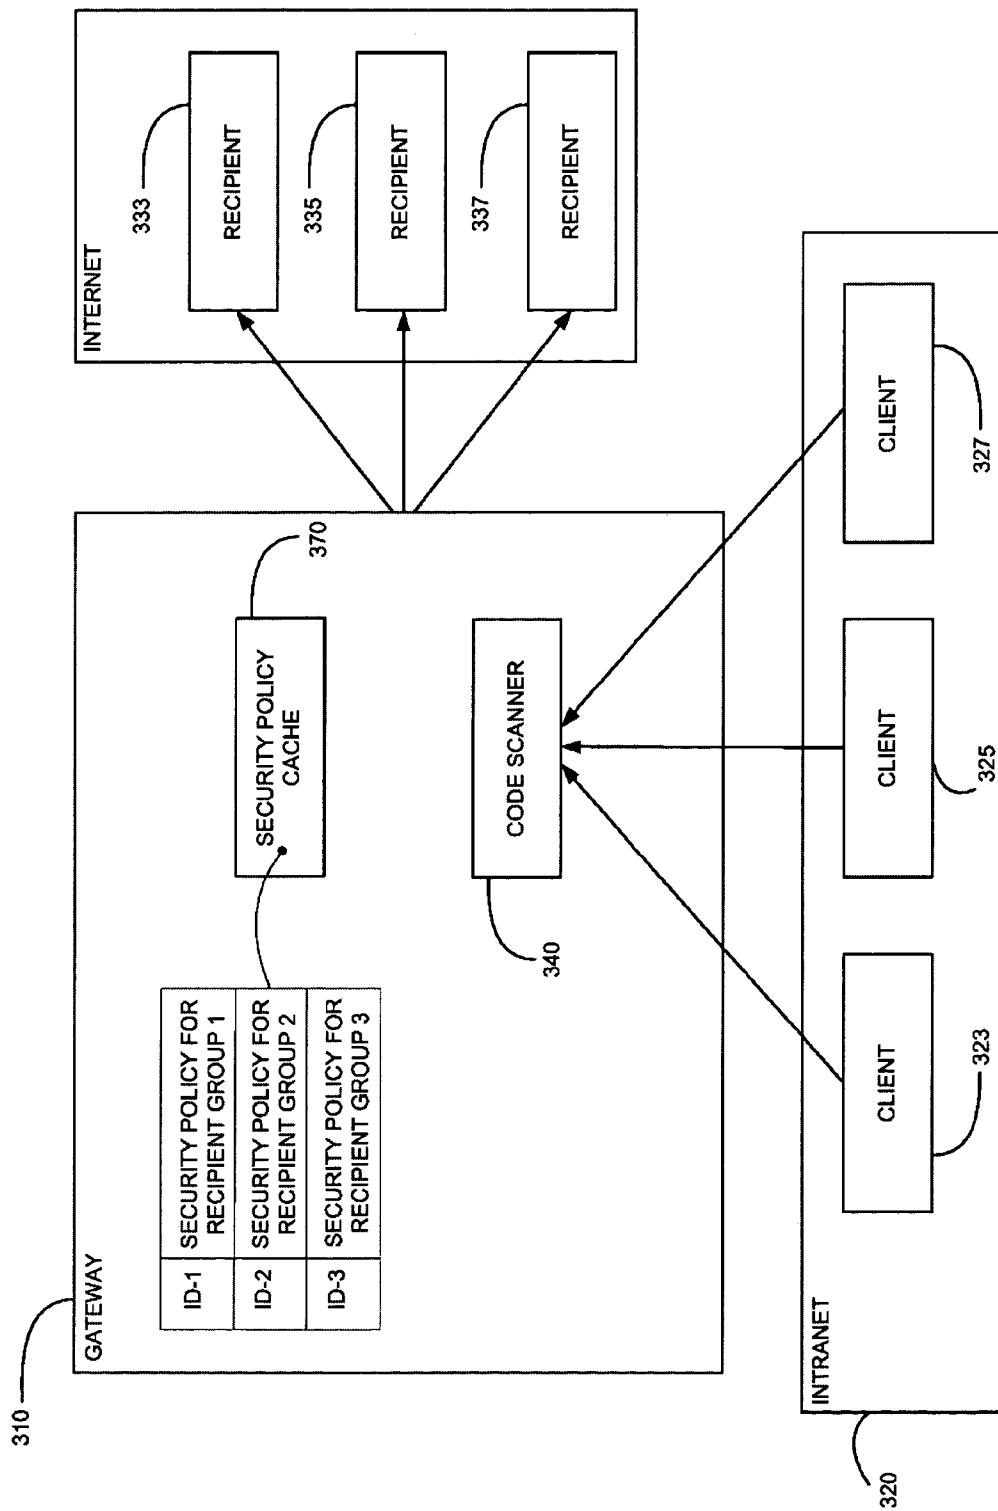 310
GATEWAY
ID-1
SECURITY POLICY FOR
RECIPIENT GROUP 1
ID-2
SECURITY POLICY FOR
RECIPIENT GROUP 2
ID-3
SECURITY POLICY FOR
RECIPIENT GROUP 3
SECURITY POLICY
CACHE
370
340
CODE SCANNER
INTERNET
333
RECIPIENT
335
RECIPIENT
337
RECIPIENT
320
INTRANET
CLIENT
323
CLIENT
325
CLIENT
327